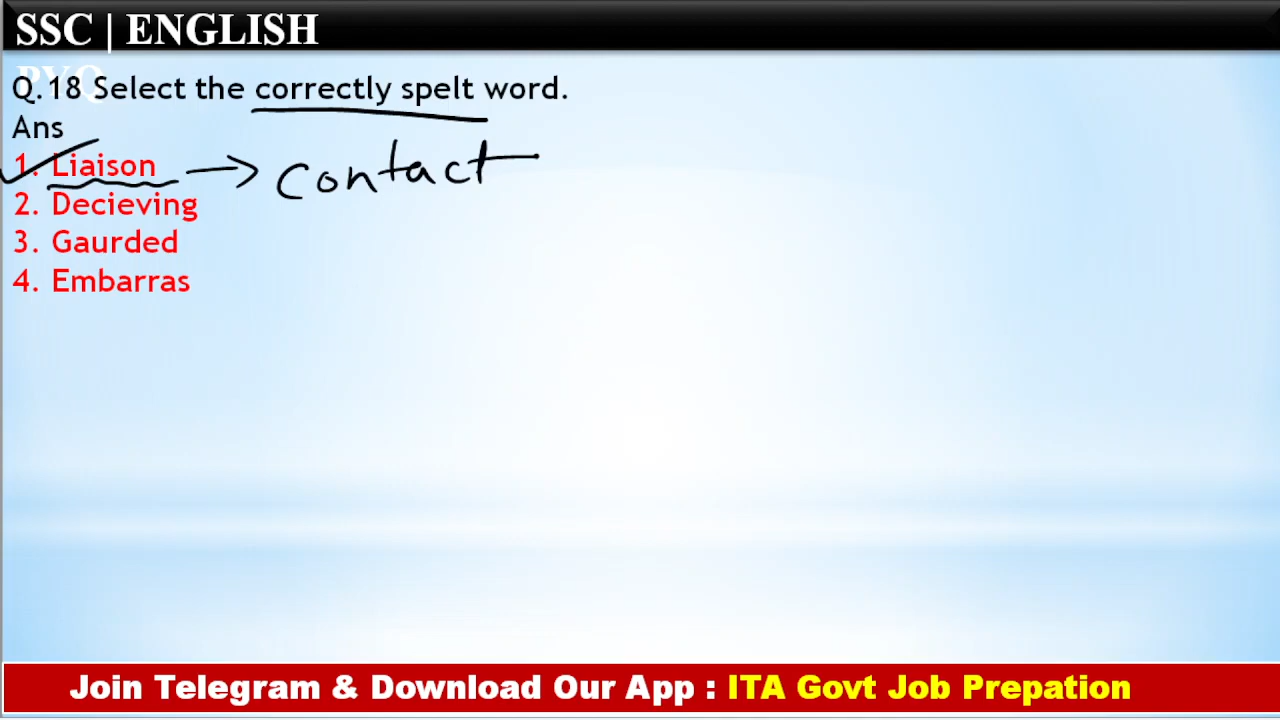 SSC | ENGLISH
PYQ
Q.18 Select the correctly spelt word.
Ans
1. Liaison → contact
2. Decieving
3. Gaurded
4. Embarras
Join Telegram & Download Our App : ITA Govt Job Prepation